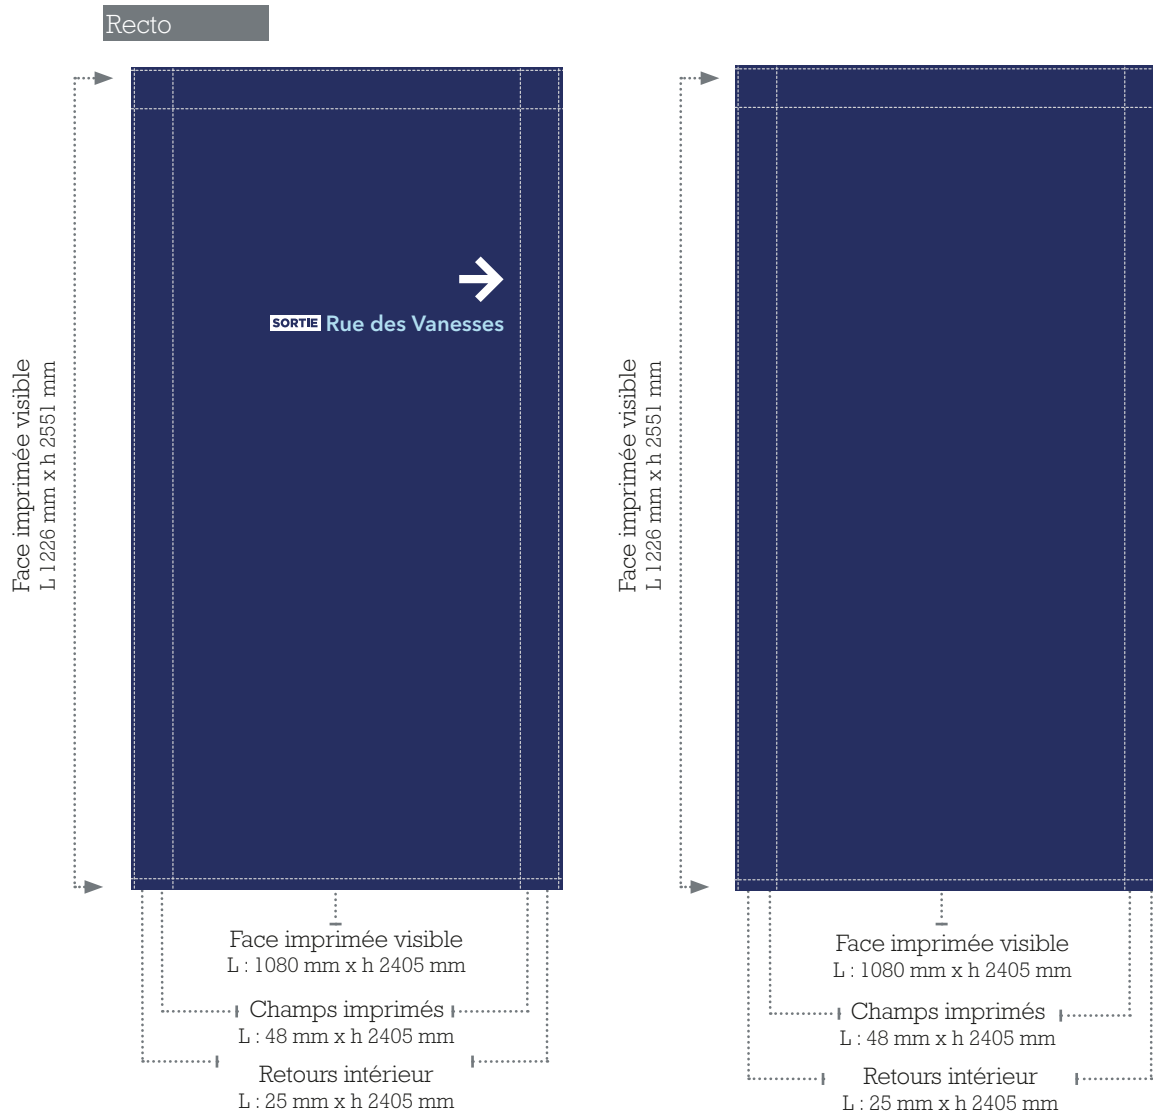 Recto
Face imprimée visible
L 1226 mm x h 2551 mm
SORTIE Rue des Vanesses
Face imprimée visible
L : 1080 mm x h 2405 mm
Champs imprimés
L : 48 mm x h 2405 mm
Retours intérieur
L : 25 mm x h 2405 mm
Face imprimée visible
L 1226 mm x h 2551 mm
Face imprimée visible
L : 1080 mm x h 2405 mm
Champs imprimés
L : 48 mm x h 2405 mm
Retours intérieur
L : 25 mm x h 2405 mm